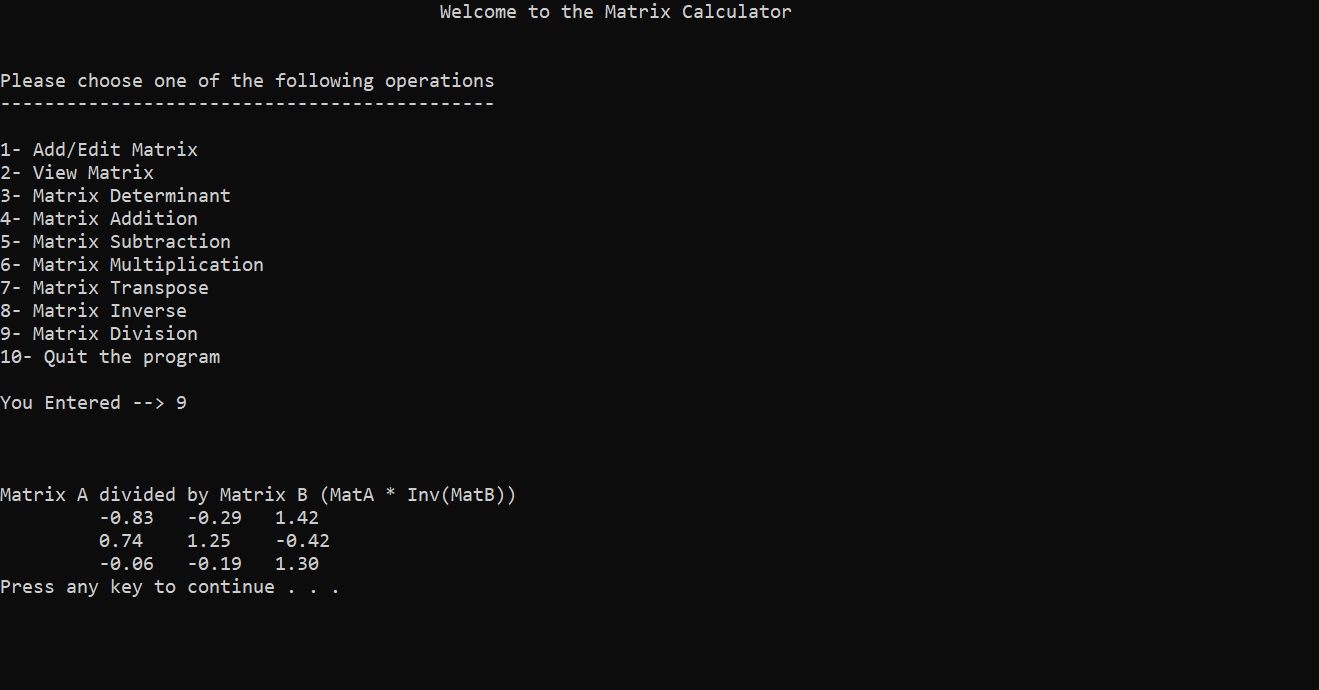 Welcome to the Matrix Calculator
Please choose one of the following operations
---------------------------------------------
1- Add/Edit Matrix
2- View Matrix
3- Matrix Determinant
4- Matrix Addition
5- Matrix Subtraction
6- Matrix Multiplication
7- Matrix Transpose
8- Matrix Inverse
9- Matrix Division
10- Quit the program
You Entered --> 9
Matrix A divided by Matrix B (MatA * Inv(MatB))
-0.83 -0.29 1.42
0.74 1.25 -0.42
-0.06 -0.19 1.30
Press any key to continue . . .